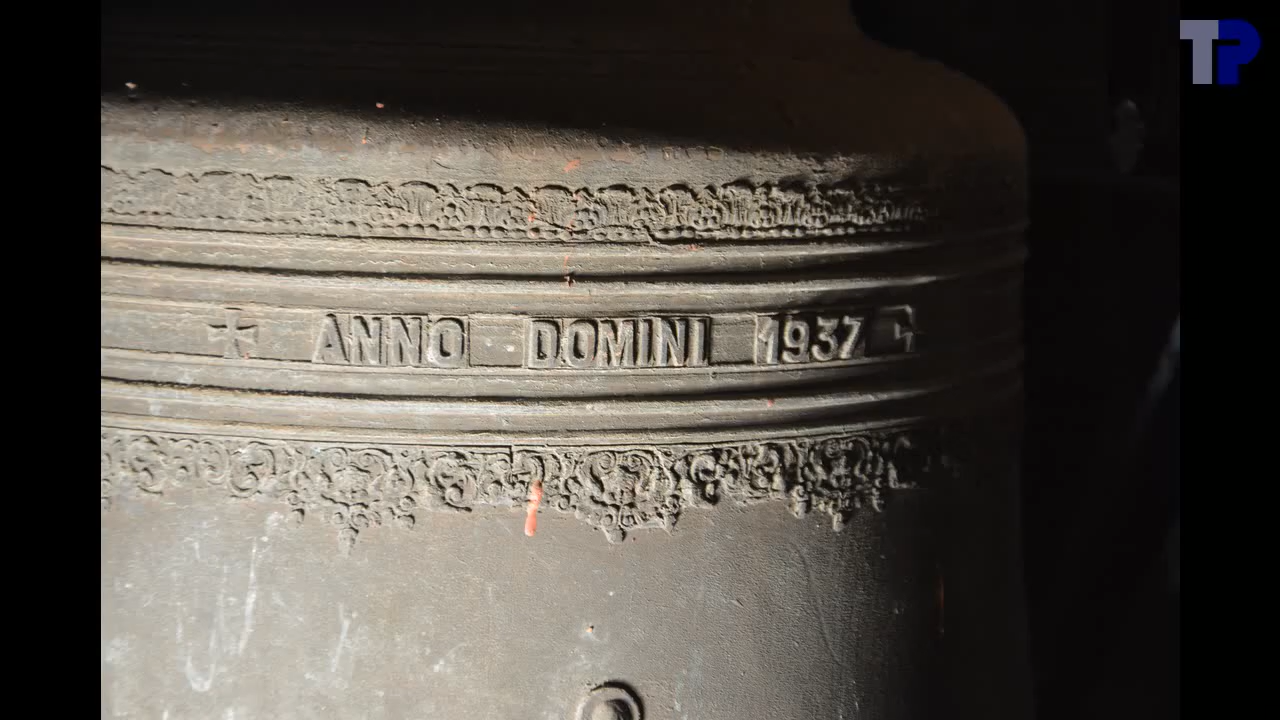 TP
✠ ANNO DOMINI 1937 ✠